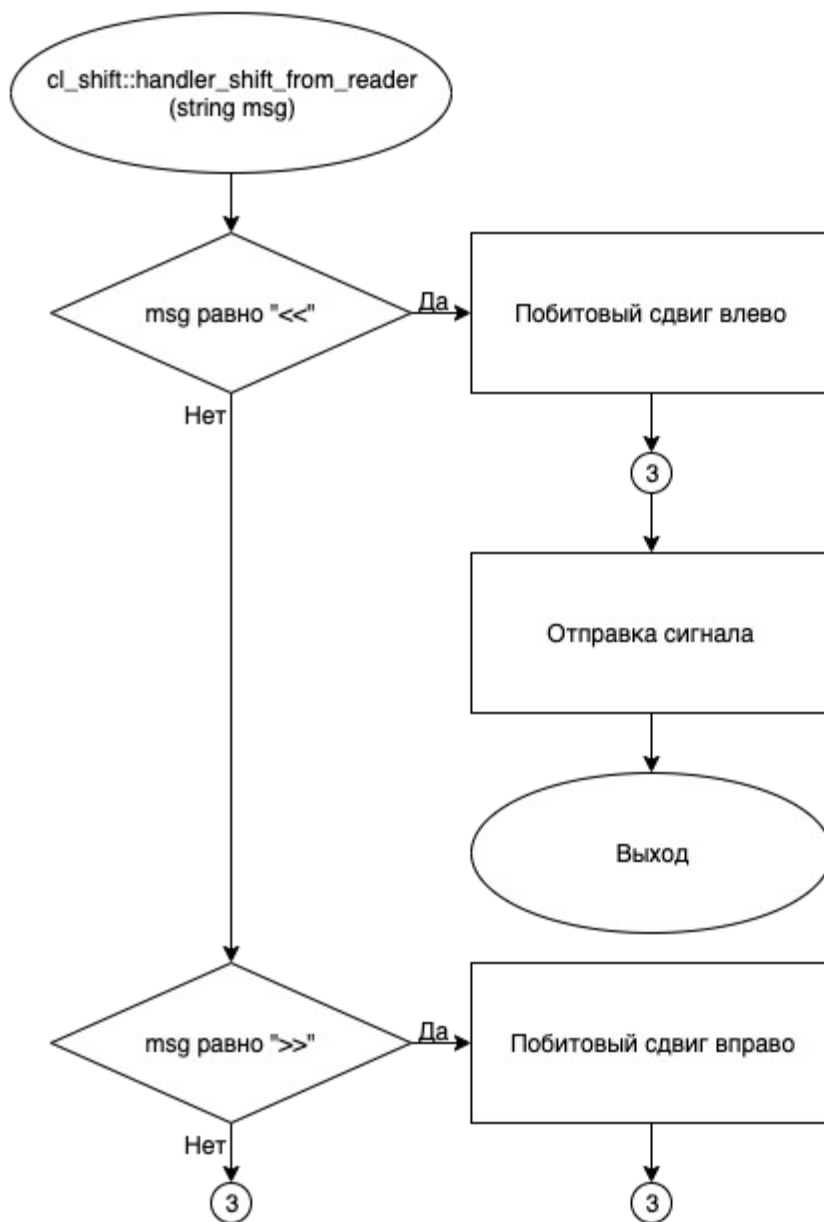 cl_shift::handler_shift_from_reader
(string msg)
msg равно "<<"
Да
Побитовый сдвиг влево
Нет
3
Отправка сигнала
Выход
msg равно ">>"
Да
Побитовый сдвиг вправо
Нет
3
3